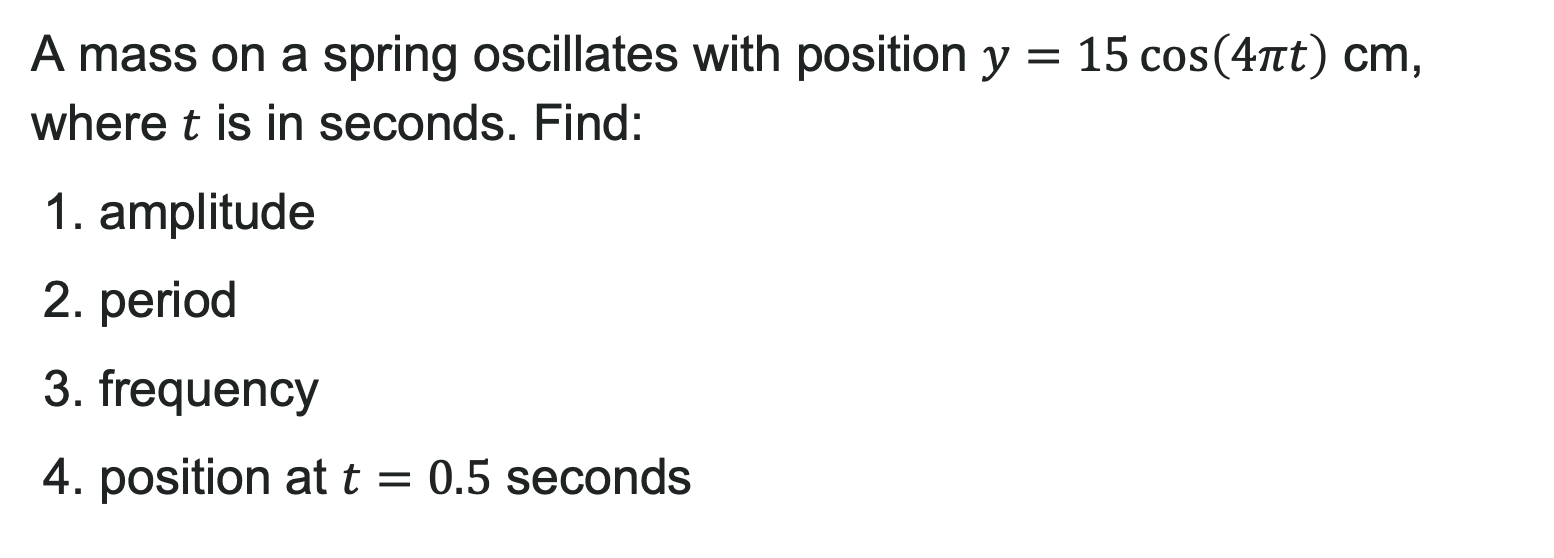 A mass on a spring oscillates with position y = 15 cos(4πt) cm,
where t is in seconds. Find:
1. amplitude
2. period
3. frequency
4. position at t = 0.5 seconds